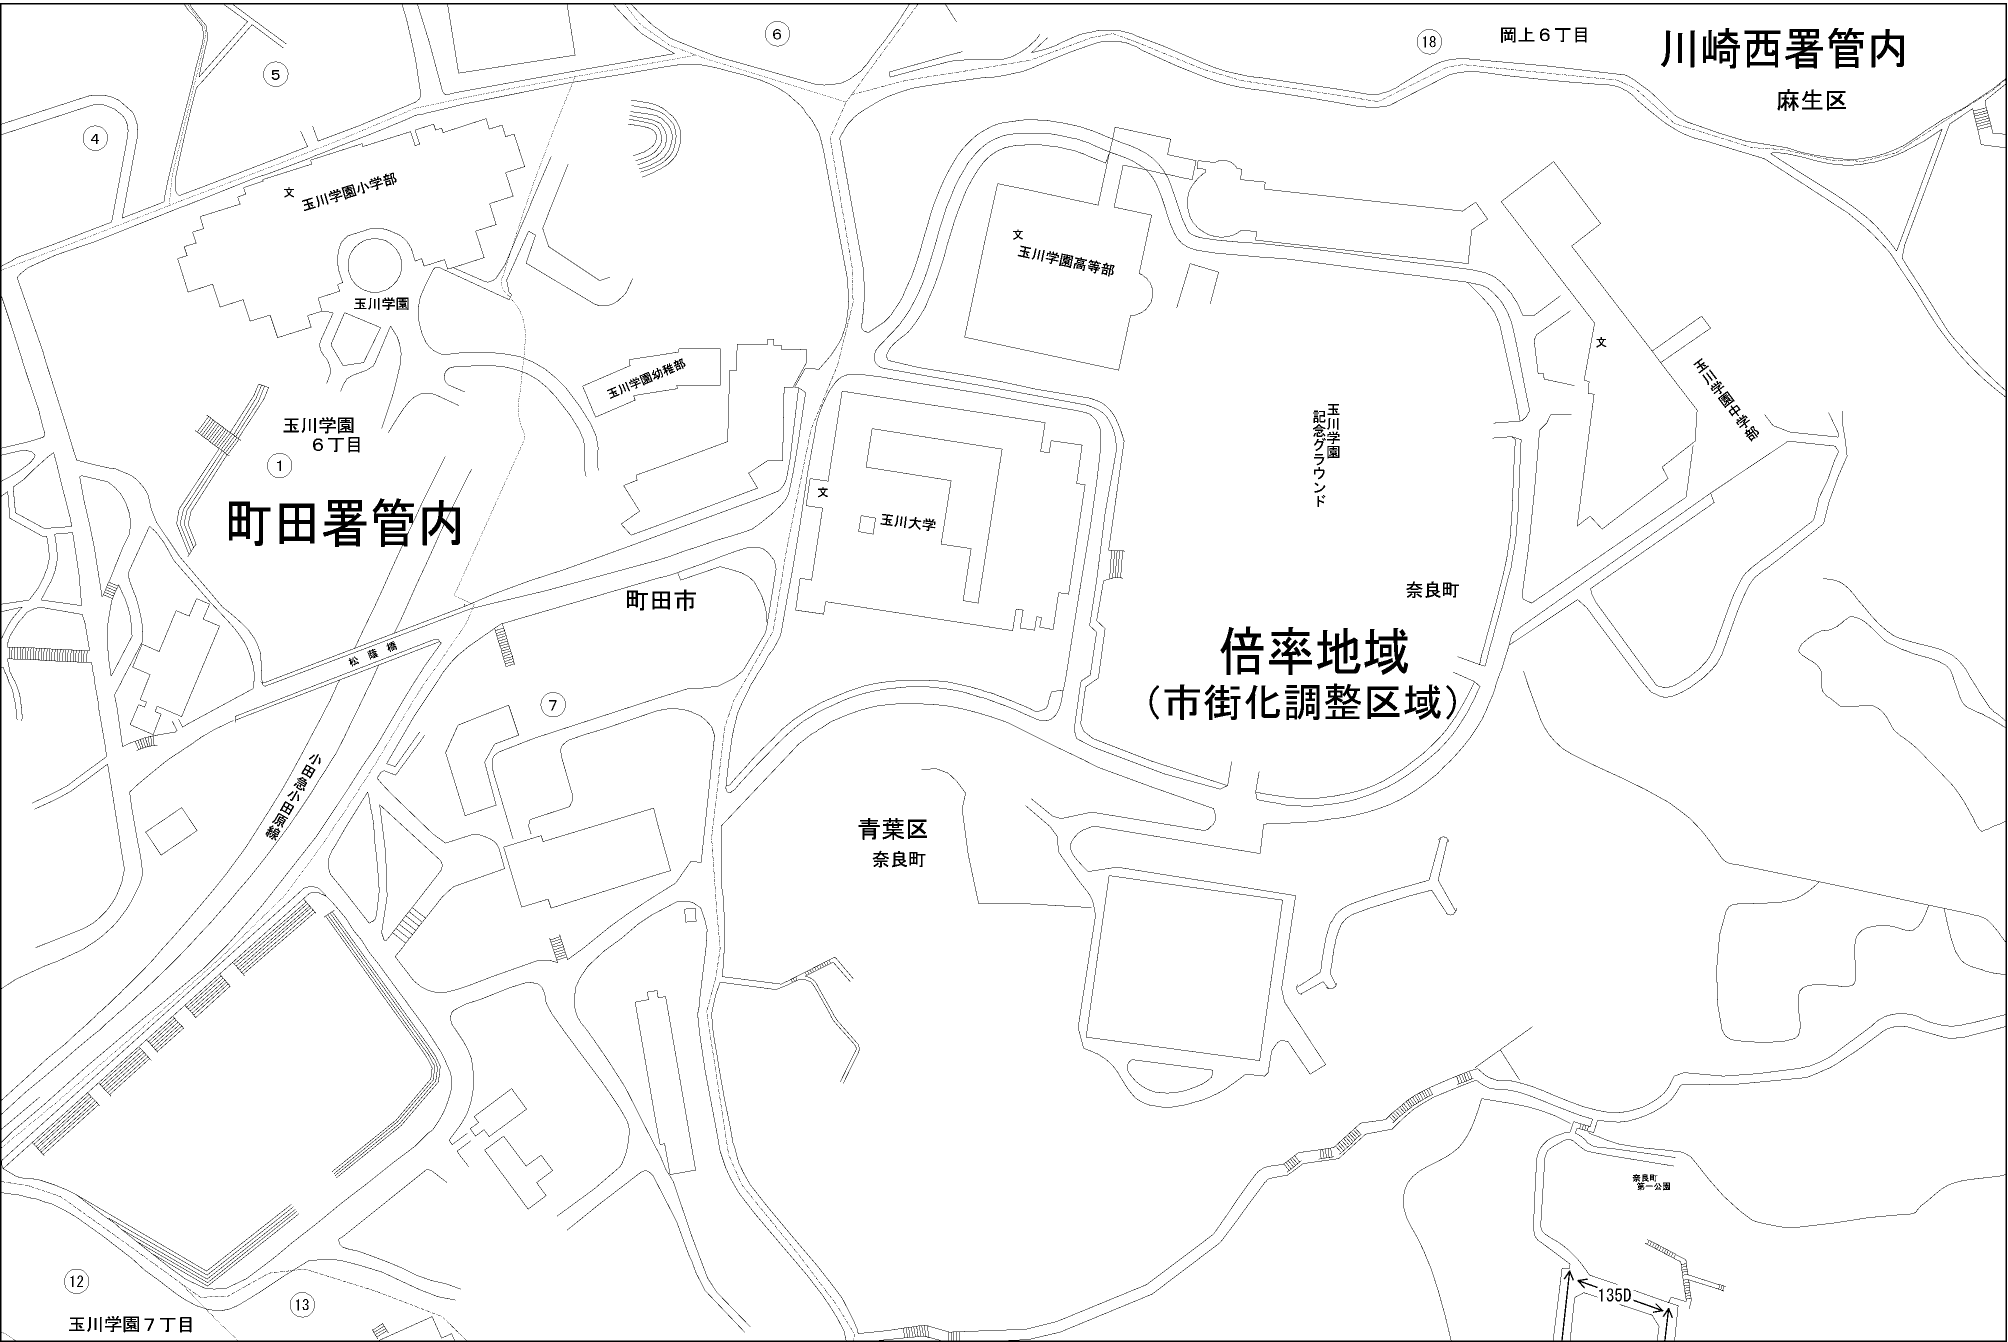 ⑥
⑱
岡上６丁目
川崎西署管内
麻生区
⑤
④
文
玉川学園小学部
玉川学園
文
玉川学園高等部
文
玉川学園中学部
玉川学園幼稚部
玉川学園
６丁目
①
町田署管内
玉川学園
記念グラウンド
文
玉川大学
町田市
奈良町
松蔭橋
倍率地域
（市街化調整区域）
⑦
小田急小田原線
青葉区
奈良町
奈良町
第一公園
⑫
⑬
135D
玉川学園７丁目